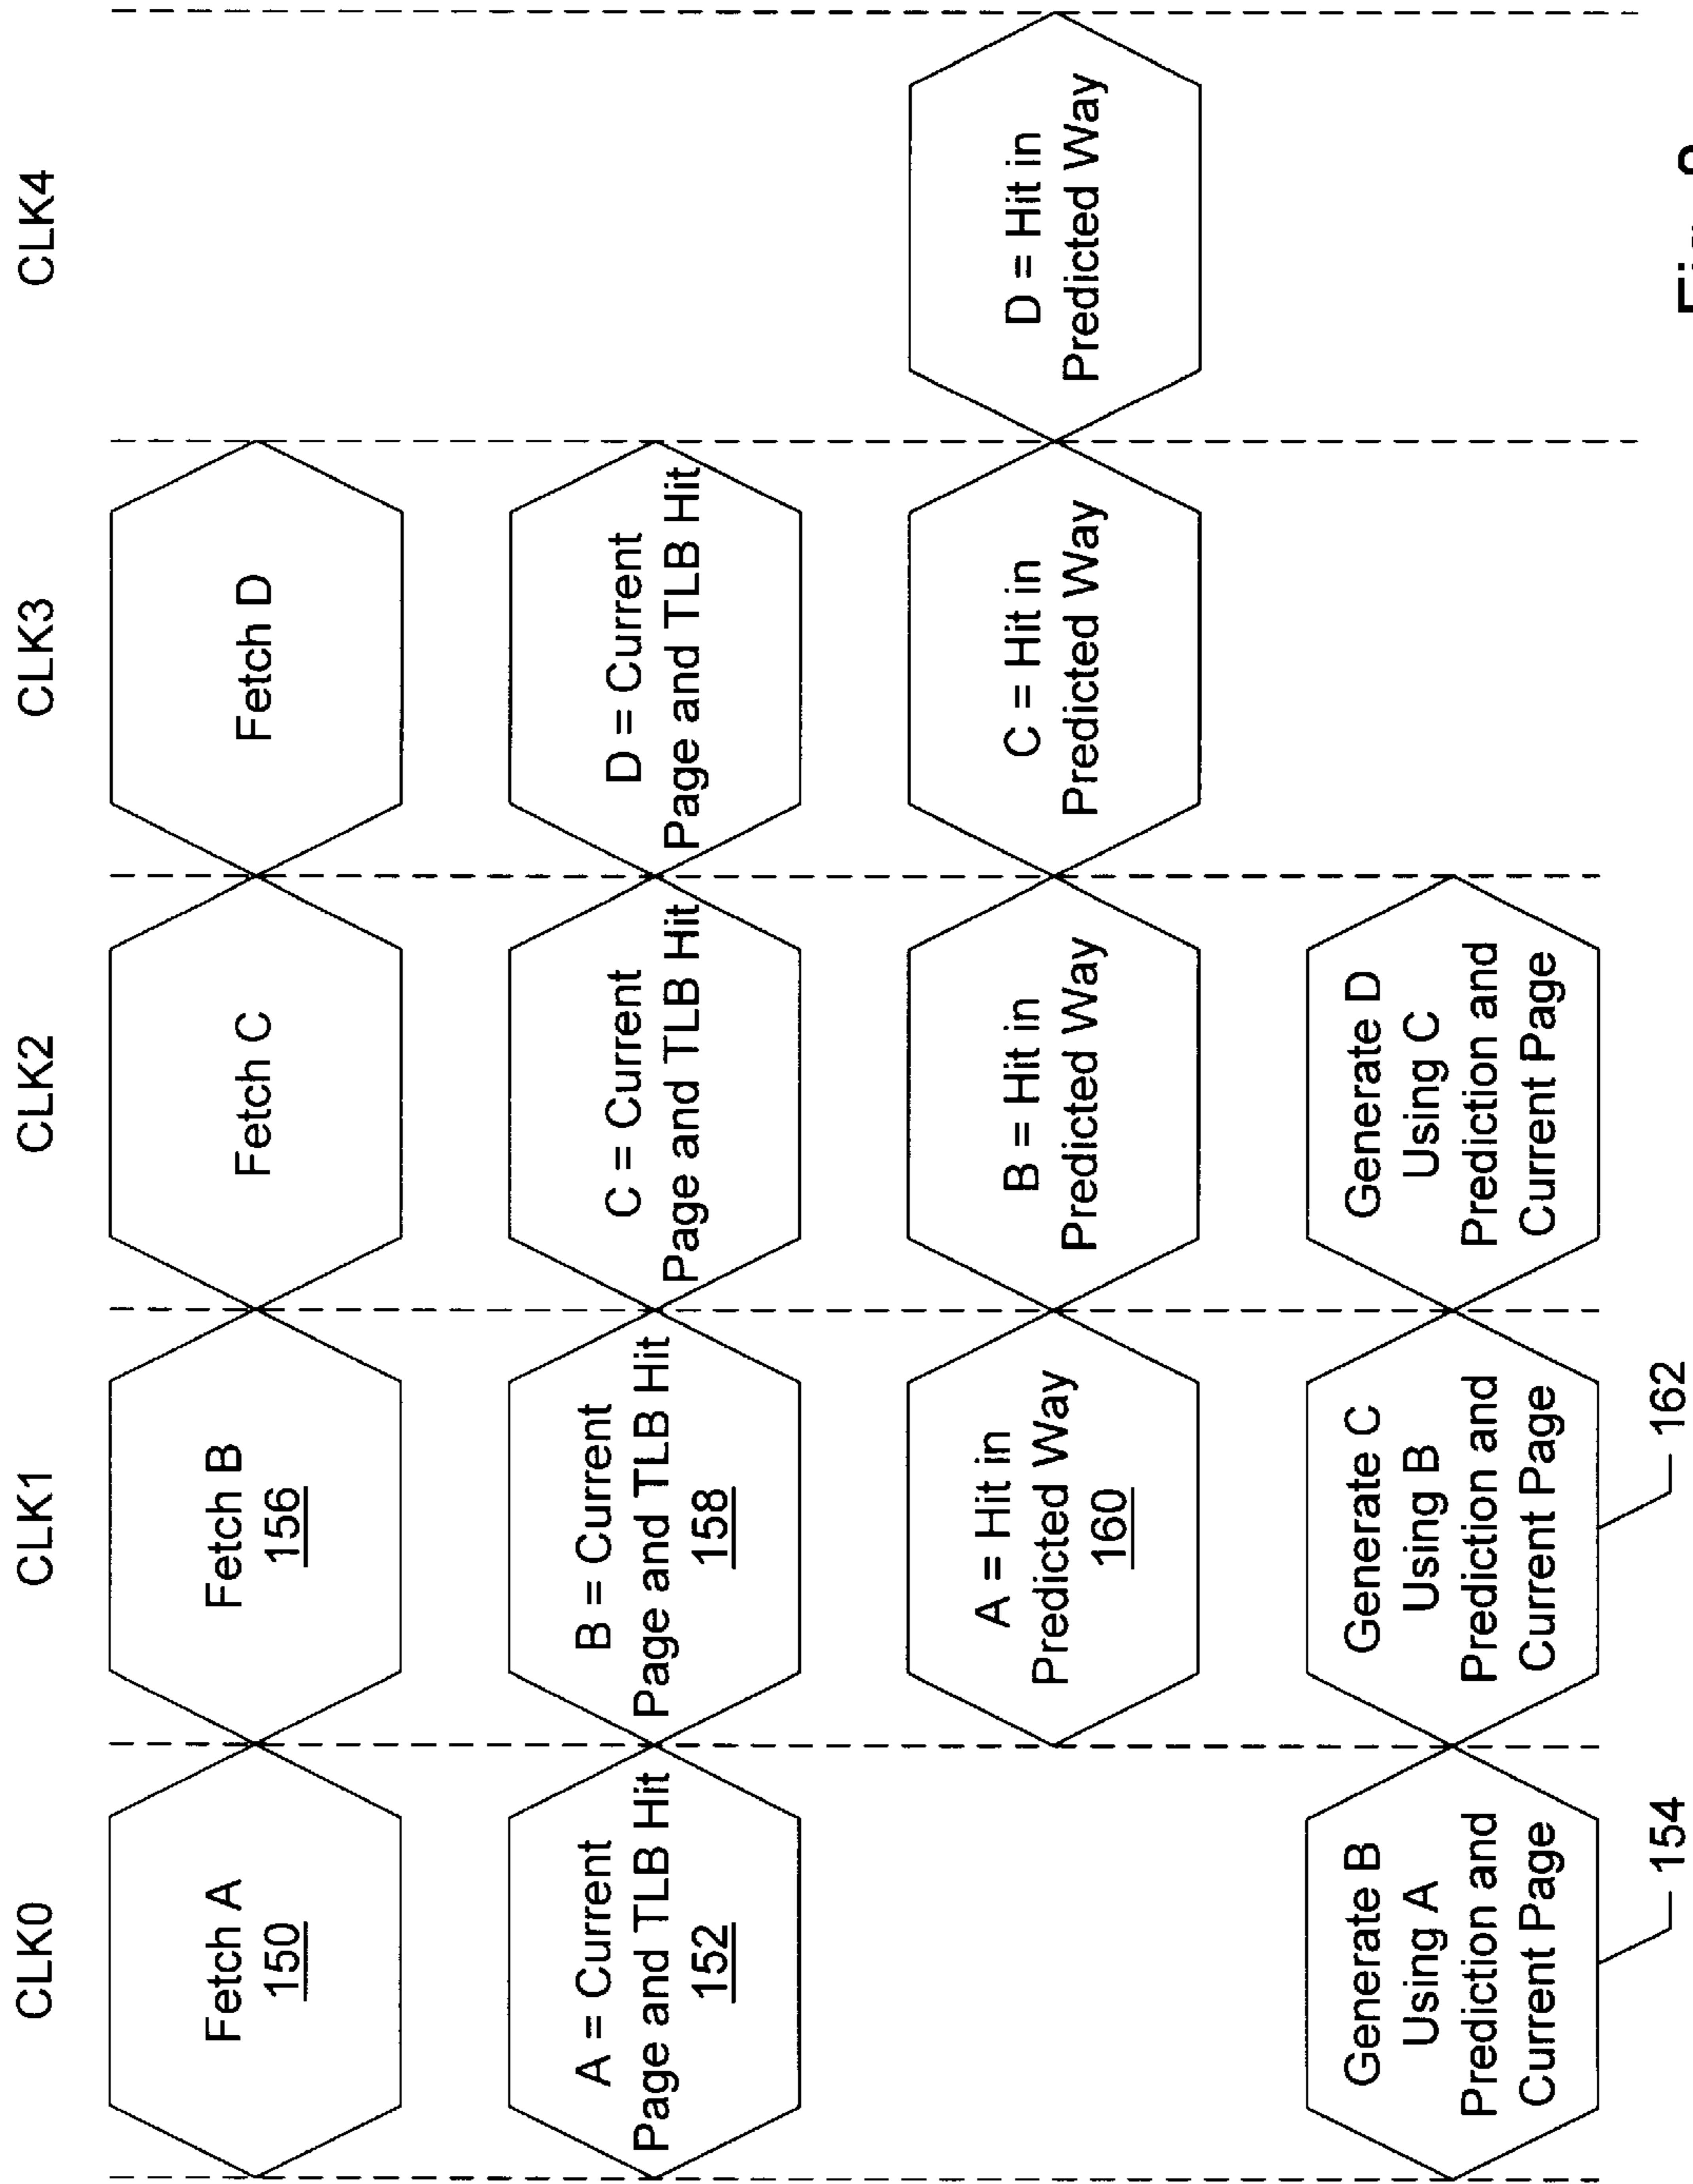 CLK0
CLK1
CLK2
CLK3
CLK4
Fetch A
150
Fetch B
156
Fetch C
Fetch D
A = Current
Page and TLB Hit
152
B = Current
Page and TLB Hit
158
C = Current
Page and TLB Hit
D = Current
Page and TLB Hit
A = Hit in
Predicted Way
160
B = Hit in
Predicted Way
C = Hit in
Predicted Way
D = Hit in
Predicted Way
Generate B
Using A
Prediction and
Current Page
154
Generate C
Using B
Prediction and
Current Page
162
Generate D
Using C
Prediction and
Current Page